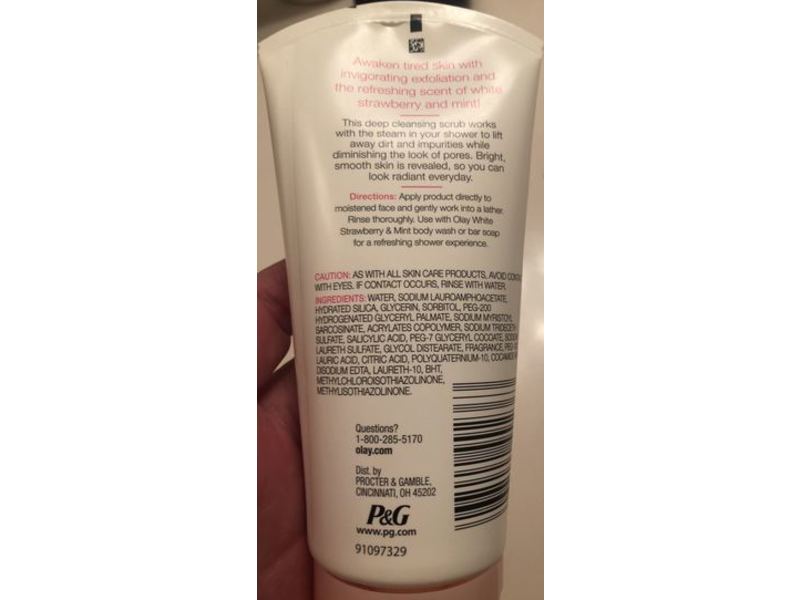 Awaken tired skin with
invigorating exfoliation and
the refreshing scent of white
strawberry and mint!
This deep cleansing scrub works
with the steam in your shower to lift
away dirt and impurities while
diminishing the look of pores. Bright,
smooth skin is revealed, so you can
look radiant everyday.
Directions: Apply product directly to
moistened face and gently work into a lather.
Rinse thoroughly. Use with Olay White
Strawberry & Mint body wash or bar soap
for a refreshing shower experience.
CAUTION: AS WITH ALL SKIN CARE PRODUCTS, AVOID
WITH EYES. IF CONTACT OCCURS, RINSE WITH WATER.
INGREDIENTS: WATER, SODIUM LAUROAMPHOACETATE,
HYDRATED SILICA, GLYCERIN, SORBITOL, PEG-200
HYDROGENATED GLYCERYL PALMATE, SODIUM MYRISTOYL
SARCOSINATE, ACRYLATES COPOLYMER, SODIUM TRIDECETH
SULFATE, SALICYLIC ACID, PEG-7 GLYCERYL COCOATE,
LAURETH SULFATE, GLYCOL DISTEARATE, FRAGRANCE,
LAURIC ACID, CITRIC ACID, POLYQUATERNIUM-10,
DISODIUM EDTA, LAURETH-10, BHT,
METHYLCHLOROISOTHIAZOLINONE,
METHYLISOTHIAZOLINONE.
Questions?
1-800-285-5170
olay.com
Dist. by
PROCTER & GAMBLE,
CINCINNATI, OH 45202
P&G
www.pg.com
91097329